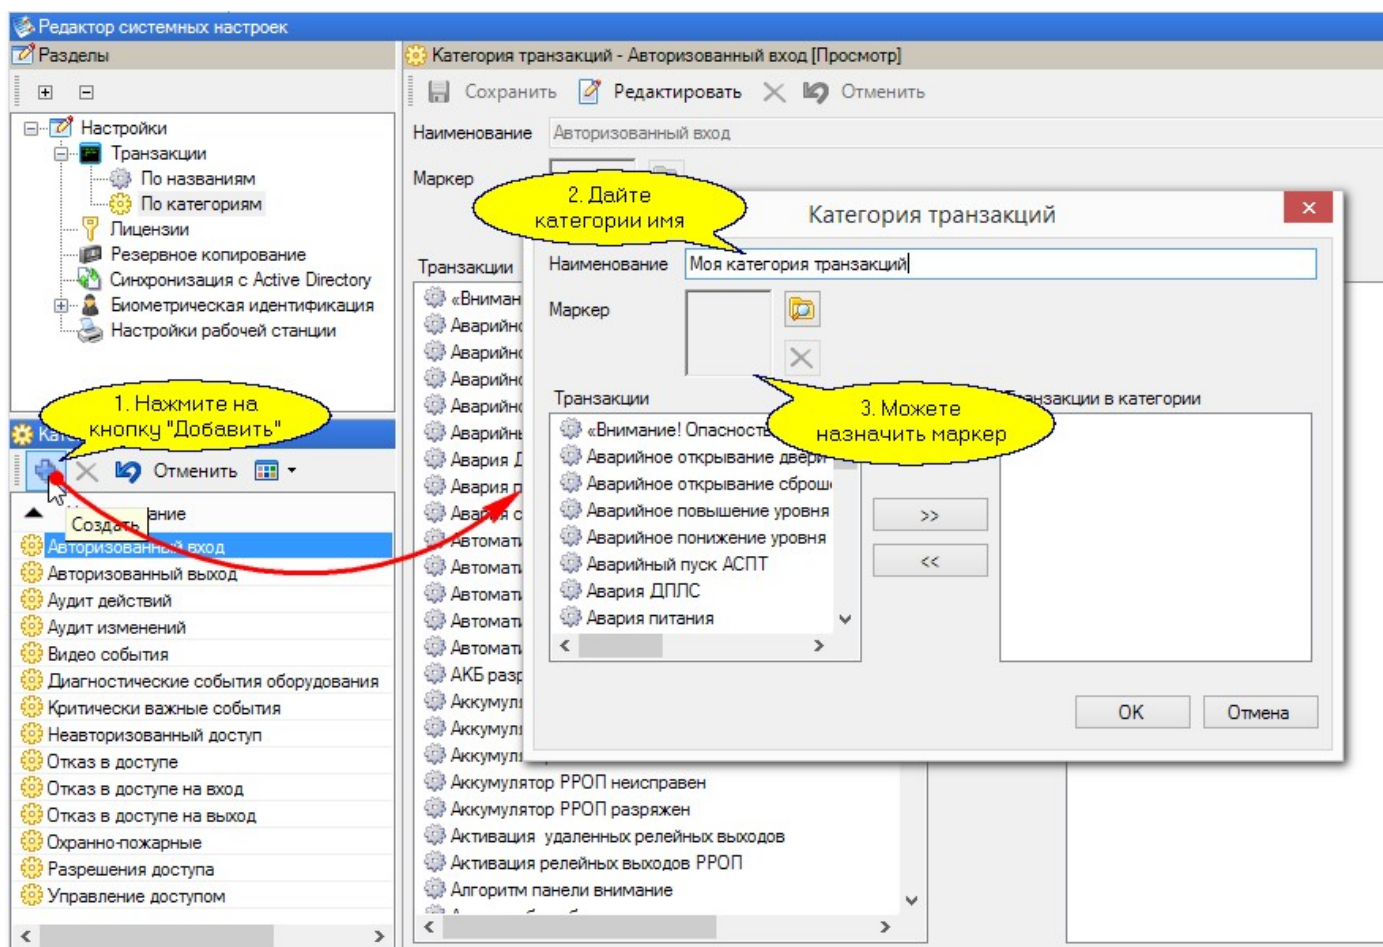 Редактор системных настроек
Разделы
Настройки
Транзакции
По названиям
По категориям
Лицензии
Резервное копирование
Синхронизация с Active Directory
Биометрическая идентификация
Настройки рабочей станции
1. Нажмите на
кнопку "Добавить"
Отменить
Создать
Авторизованный вход
Авторизованный выход
Аудит действий
Аудит изменений
Видео события
Диагностические события оборудования
Критически важные события
Неавторизованный доступ
Отказ в доступе
Отказ в доступе на вход
Отказ в доступе на выход
Охранно-пожарные
Разрешения доступа
Управление доступом
Категория транзакций - Авторизованный вход [Просмотр]
Сохранить Редактировать Отменить
Наименование Авторизованный вход
Маркер
Транзакции
АКБ
Аккумулятор РРОП неисправен
Аккумулятор РРОП разряжен
Активация удаленных релейных выходов
Активация релейных выходов РРОП
Алгоритм панели внимание
2. Дайте
категории имя
Категория транзакций
Наименование Моя категория транзакций
Маркер
3. Можете
назначить маркер
Транзакции
«Внимание! Опасность
Аварийное открывание двери
Аварийное открывание
Аварийное повышение уровня
Аварийное понижение уровня
Аварийный пуск АСПТ
Авария ДПЛС
Авария питания
>>
<<
в категории
OK Отмена